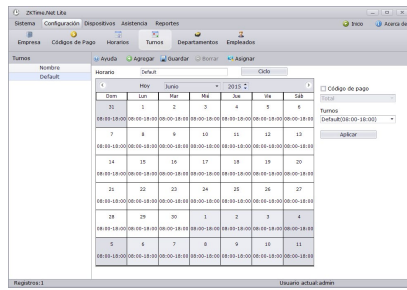 ZKTime.Net Lite
Sistema Configuración Dispositivos Asistencia Reportes
Inicio Acerca de
Empresa Códigos de Pago Horarios Turnos Departamentos Empleados
Turnos
Ayuda Agregar Guardar Borrar Asignar
Nombre
Default
Horario Default Ciclo
Hoy Junio 2015
Código de pago
Total
Turnos
Default(08:00-18:00)
Aplicar
Dom Lun Mar Mié Jue Vie Sáb
31 1 2 3 4 5 6
08:00-18:00 08:00-18:00 08:00-18:00 08:00-18:00 08:00-18:00 08:00-18:00 08:00-18:00
7 8 9 10 11 12 13
08:00-18:00 08:00-18:00 08:00-18:00 08:00-18:00 08:00-18:00 08:00-18:00 08:00-18:00
14 15 16 17 18 19 20
08:00-18:00 08:00-18:00 08:00-18:00 08:00-18:00 08:00-18:00 08:00-18:00 08:00-18:00
21 22 23 24 25 26 27
08:00-18:00 08:00-18:00 08:00-18:00 08:00-18:00 08:00-18:00 08:00-18:00 08:00-18:00
28 29 30 1 2 3 4
08:00-18:00 08:00-18:00 08:00-18:00 08:00-18:00 08:00-18:00 08:00-18:00 08:00-18:00
5 6 7 8 9 10 11
08:00-18:00 08:00-18:00 08:00-18:00 08:00-18:00 08:00-18:00 08:00-18:00 08:00-18:00
Registros:1 Usuario actual:admin